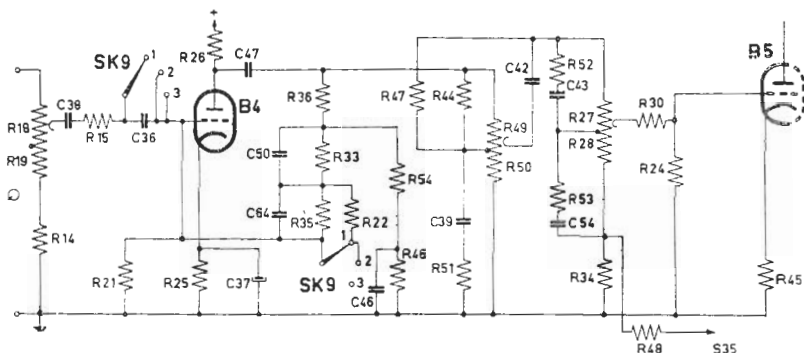 +
R26
C47
B5
SK9
1
2
3
C38
R15
C36
B4
R18
R19
R14
R36
R47
R44
C42
R52
C43
R49
R50
R27
R28
R30
R24
C50
R33
R54
C64
R35
R22
1
2
3
SK9
R21
R25
C37
C46
R46
C39
R51
R53
C54
R34
R45
R48
S35